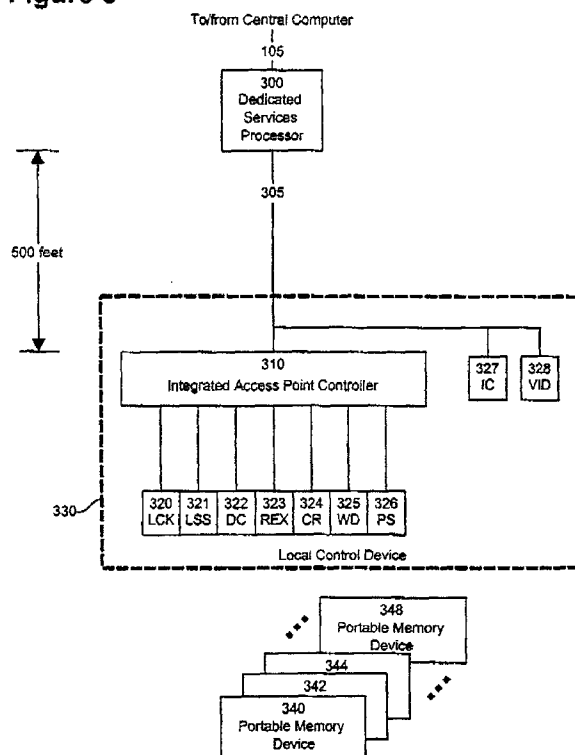 To/from Central Computer
105
300
Dedicated
Services
Processor
305
500 feet
310
Integrated Access Point Controller
327
IC
328
VID
320
LCK
321
LSS
322
DC
323
REX
324
CR
325
WD
326
PS
330
Local Control Device
348
Portable Memory
Device
344
342
340
Portable Memory
Device